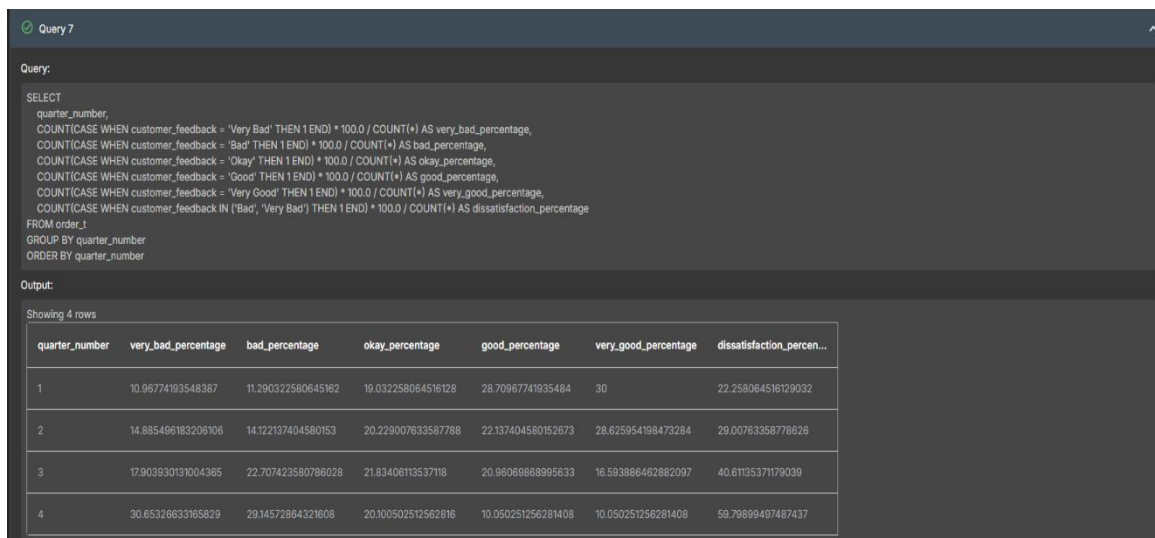 Query 7
Query:
SELECT
quarter_number,
COUNT(CASE WHEN customer_feedback = 'Very Bad' THEN 1 END) * 100.0 / COUNT(*) AS very_bad_percentage,
COUNT(CASE WHEN customer_feedback = 'Bad' THEN 1 END) * 100.0 / COUNT(*) AS bad_percentage,
COUNT(CASE WHEN customer_feedback = 'Okay' THEN 1 END) * 100.0 / COUNT(*) AS okay_percentage,
COUNT(CASE WHEN customer_feedback = 'Good' THEN 1 END) * 100.0 / COUNT(*) AS good_percentage,
COUNT(CASE WHEN customer_feedback = 'Very Good' THEN 1 END) * 100.0 / COUNT(*) AS very_good_percentage,
COUNT(CASE WHEN customer_feedback IN ('Bad', 'Very Bad') THEN 1 END) * 100.0 / COUNT(*) AS dissatisfaction_percentage
FROM order_t
GROUP BY quarter_number
ORDER BY quarter_number
Output:
Showing 4 rows
quarter_number very_bad_percentage bad_percentage okay_percentage good_percentage very_good_percentage dissatisfaction_percen...
1 10.96774193548387 11.290322580645162 19.032258064516128 28.70967741935484 30 22.258064516129032
2 14.885496183206106 14.122137404580153 20.229007633587788 22.137404580152673 28.625954198473284 29.00763358778626
3 17.903930131004365 22.707423580786028 21.83406113537118 20.96069868995633 16.593886462882097 40.61135371179039
4 30.65326633165829 29.14572864321608 20.100502512562816 10.050251256281408 10.050251256281408 59.79899497487437